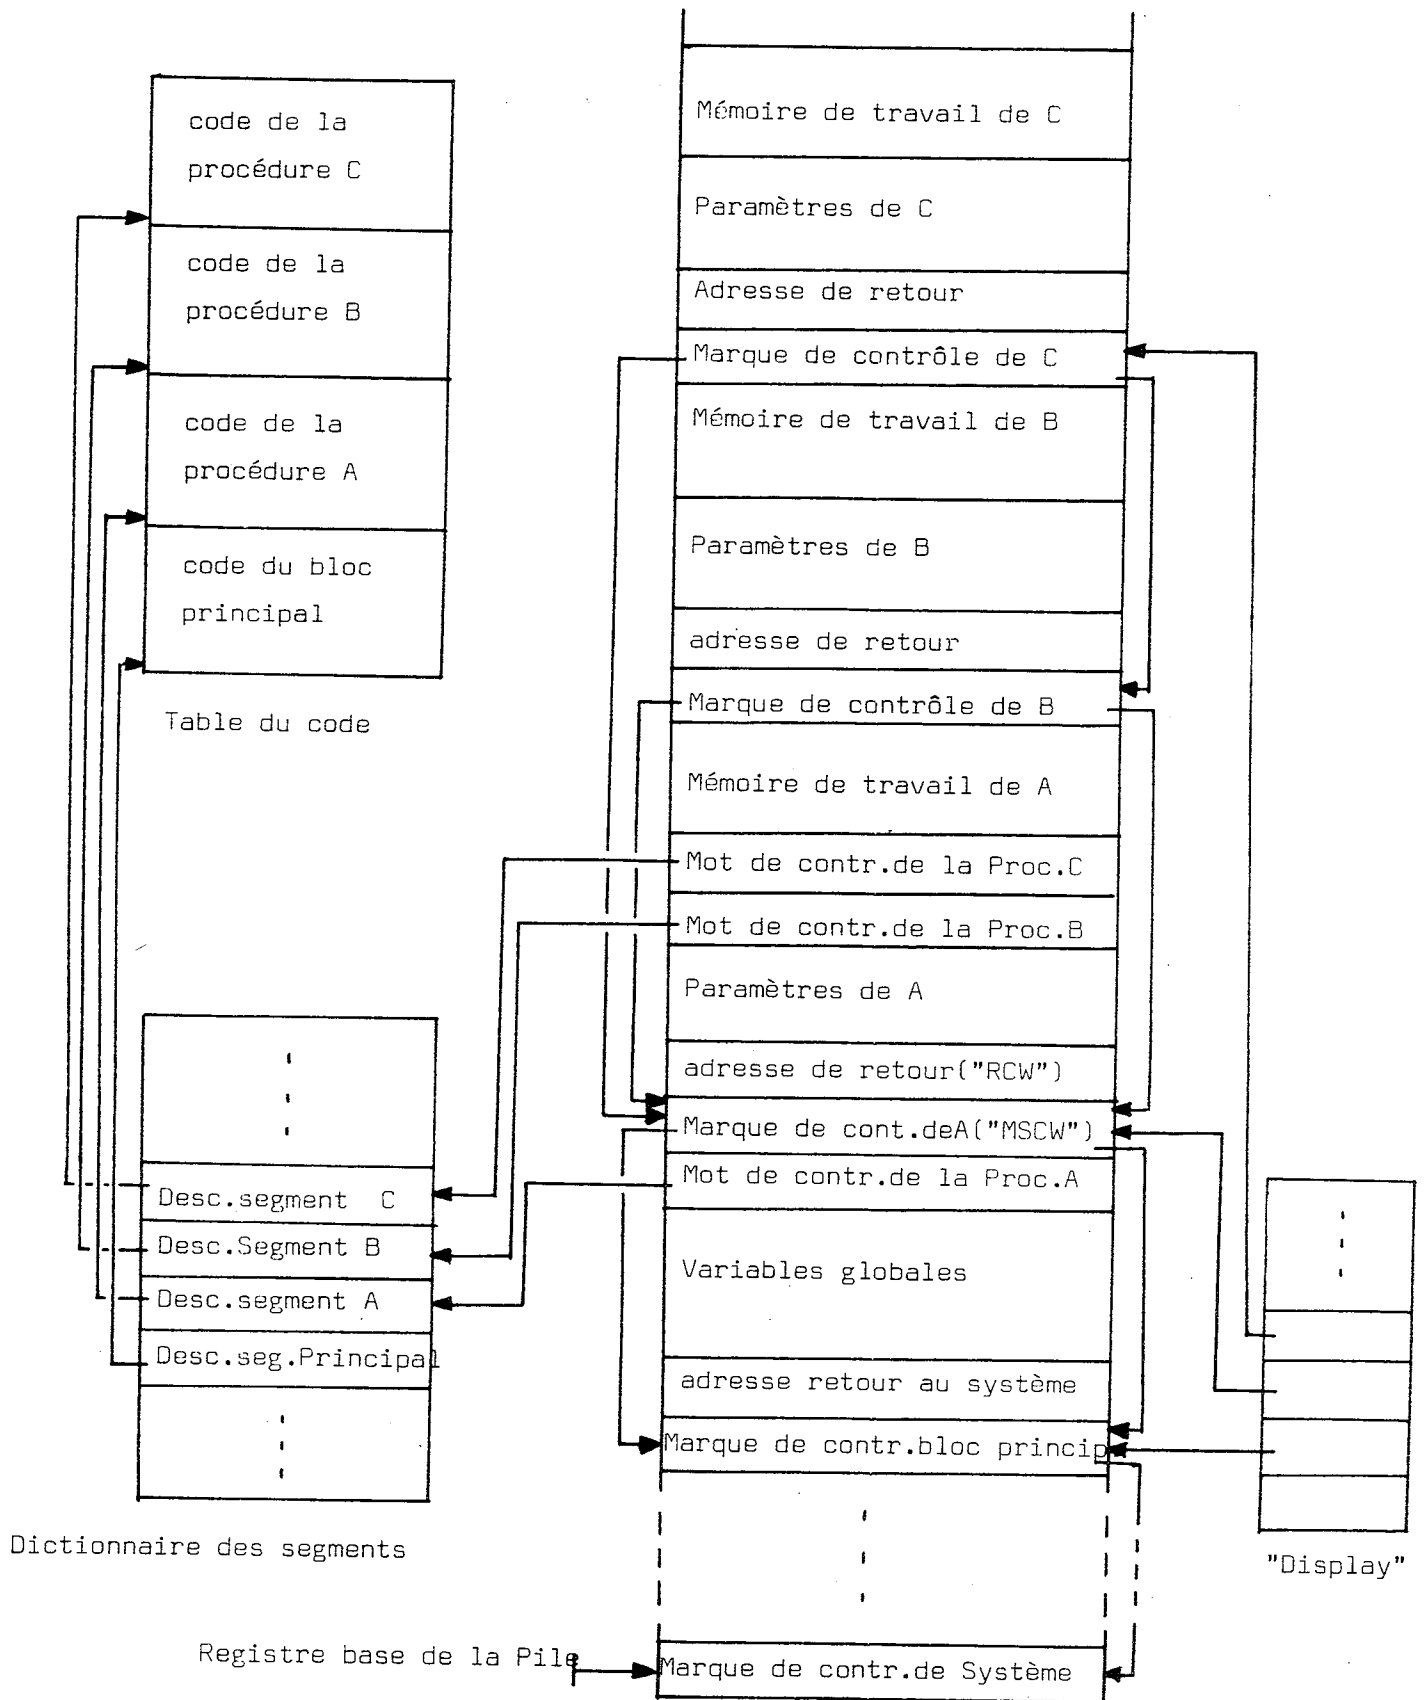 code de la
procédure C
code de la
procédure B
code de la
procédure A
code du bloc
principal
Table du code
Mémoire de travail de C
Paramètres de C
Adresse de retour
Marque de contrôle de C
Mémoire de travail de B
Paramètres de B
adresse de retour
Marque de contrôle de B
Mémoire de travail de A
Mot de contr.de la Proc.C
Mot de contr.de la Proc.B
Paramètres de A
adresse de retour("RCW")
Marque de cont.deA("MSCW")
Mot de contr.de la Proc.A
Variables globales
adresse retour au système
Marque de contr.bloc princip
Marque de contr.de Système
Desc.segment C
Desc.Segment B
Desc.segment A
Desc.seg.Principal
Dictionnaire des segments
Registre base de la Pile
"Display"